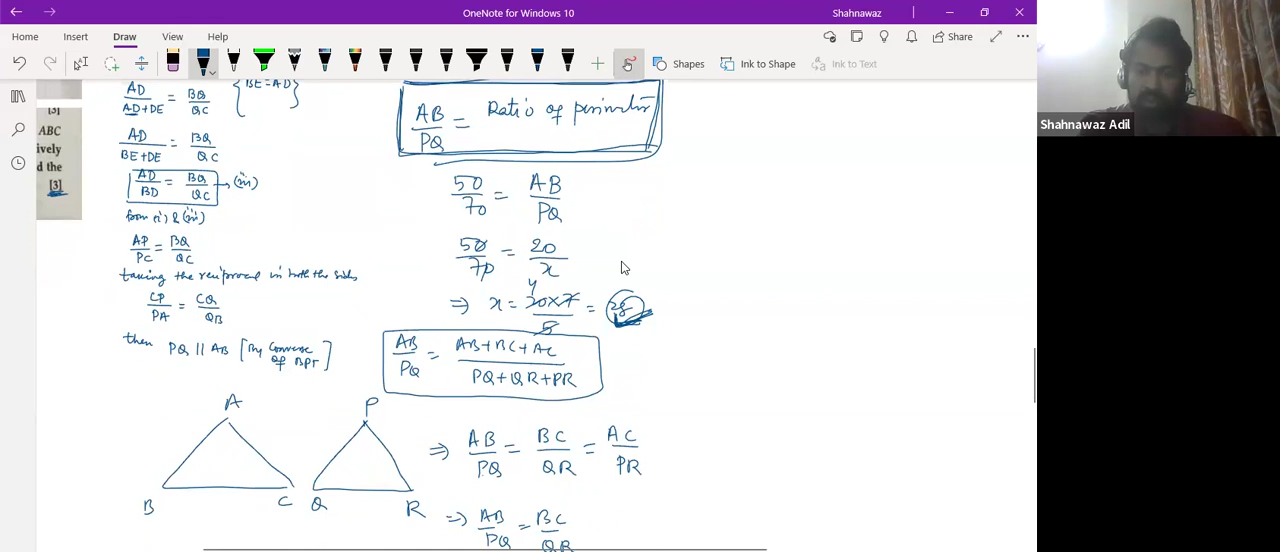 OneNote for Windows 10
Shahnawaz
Home Insert Draw View Help
Share
Shapes
Ink to Shape
Ink to Text
Shahnawaz Adil
[3]
ABC
ively
d the
[3]
AD/AD+DE = BQ/QC {BE=AD}
AD/BE+DE = BQ/QC
AD/BD = BQ/QC → (iii)
from (i) & (iii)
AP/PC = BQ/QC
taking the reciprocal in both the sides
CP/PA = CQ/QB
then PQ || AB [By Converse of BPT]
AB/PQ = Ratio of perimeter
50/70 = AB/PQ
50/70 = 20/x
⇒ x = 20×7/5 = 28
4
AB/PQ = AB+BC+AC/PQ+QR+PR
A
B
C
P
Q
R
⇒ AB/PQ = BC/QR = AC/PR
⇒ AB/PQ = BC/QR